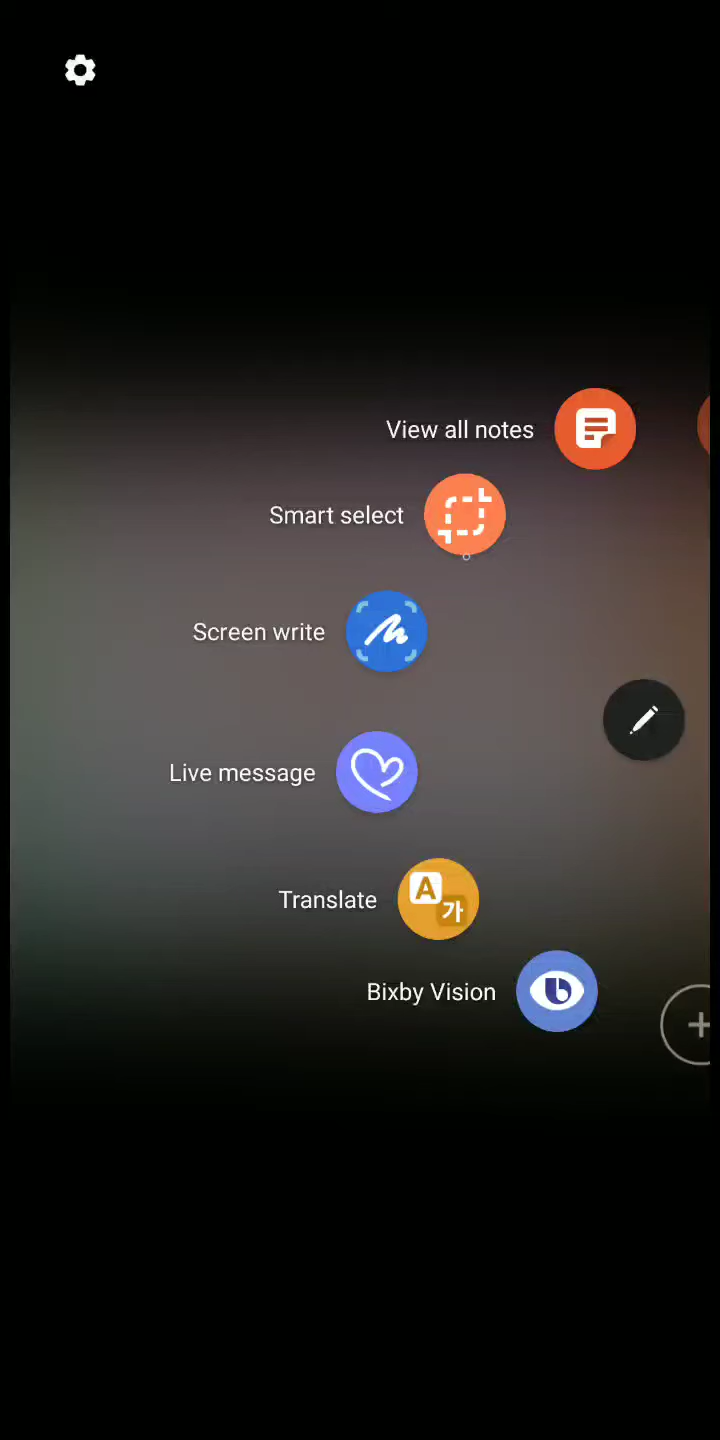 View all notes
Smart select
Screen write
Live message
A
가
Translate
Bixby Vision